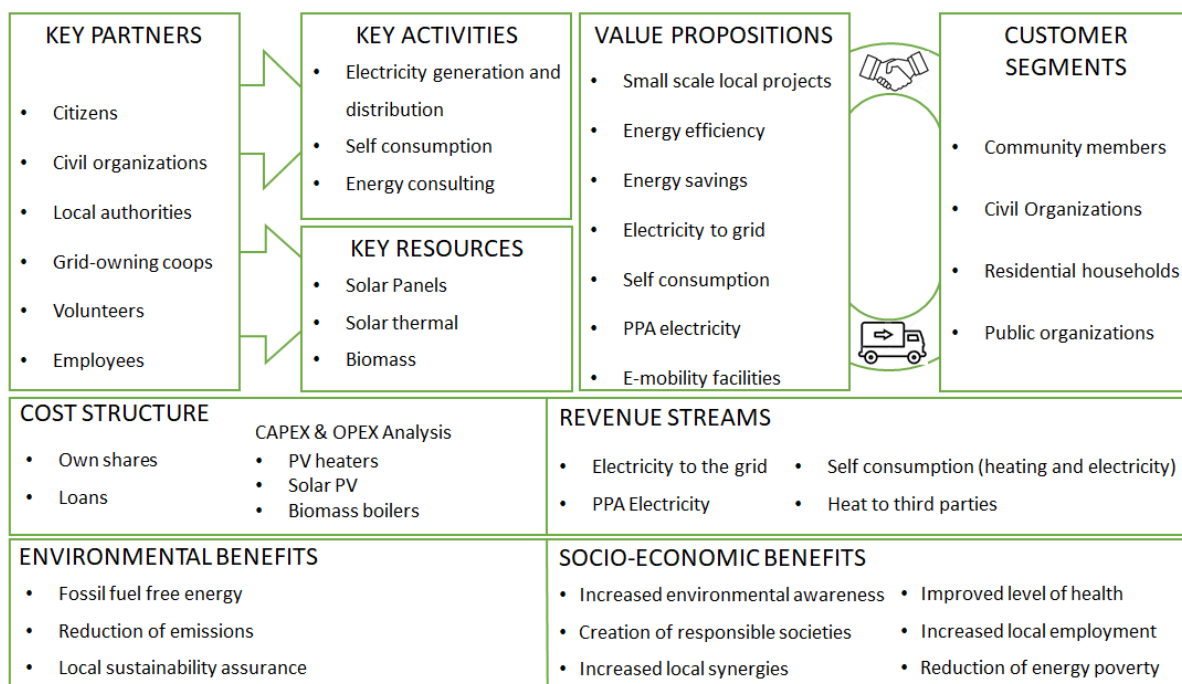 KEY PARTNERS
• Citizens
• Civil organizations
• Local authorities
• Grid-owning coops
• Volunteers
• Employees
KEY ACTIVITIES
• Electricity generation and
distribution
• Self consumption
• Energy consulting
KEY RESOURCES
• Solar Panels
• Solar thermal
• Biomass
VALUE PROPOSITIONS
• Small scale local projects
• Energy efficiency
• Energy savings
• Electricity to grid
• Self consumption
• PPA electricity
• E-mobility facilities
CUSTOMER
SEGMENTS
• Community members
• Civil Organizations
• Residential households
• Public organizations
COST STRUCTURE
• Own shares
• Loans
CAPEX & OPEX Analysis
• PV heaters
• Solar PV
• Biomass boilers
REVENUE STREAMS
• Electricity to the grid
• PPA Electricity
• Self consumption (heating and electricity)
• Heat to third parties
ENVIRONMENTAL BENEFITS
• Fossil fuel free energy
• Reduction of emissions
• Local sustainability assurance
SOCIO-ECONOMIC BENEFITS
• Increased environmental awareness
• Creation of responsible societies
• Increased local synergies
• Improved level of health
• Increased local employment
• Reduction of energy poverty